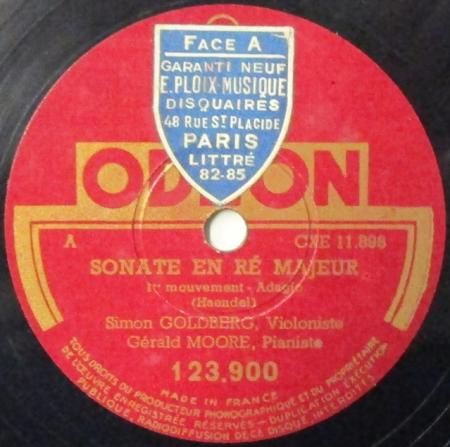 FACE A
GARANTI NEUF
E. PLOIX-MUSIQUE
DISQUAIRES
48 RUE ST PLACIDE
PARIS
LITTRÉ
82-85
ODEON
A
CXE 11.898
SONATE EN RÉ MAJEUR
1er mouvement - Adagio
(Haendel)
Simon GOLDBERG, Violoniste
Gérald MOORE, Pianiste
123.900
MADE IN FRANCE
TOUS DROITS DU PRODUCTEUR PHONOGRAPHIQUE ET DU PROPRIÉTAIRE
DE L'ŒUVRE ENREGISTRÉE RÉSERVÉS - DUPLICATION, EXÉCUTION
PUBLIQUE, RADIODIFFUSION DE CE DISQUE, INTERDITES